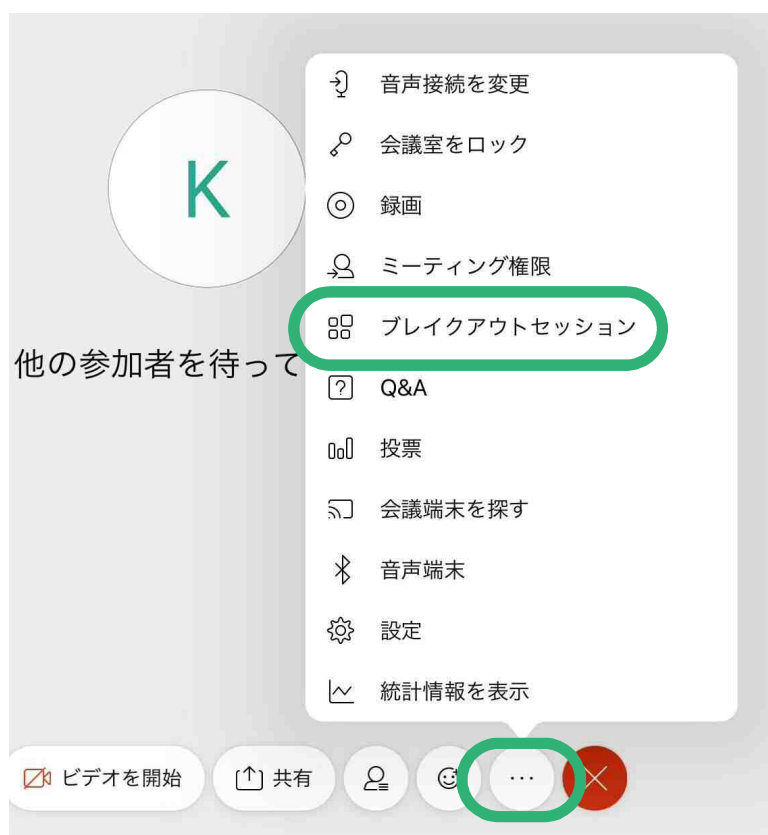 K
他の参加者を待って
音声接続を変更
会議室をロック
録画
ミーティング権限
ブレイクアウトセッション
Q&A
投票
会議端末を探す
音声端末
設定
統計情報を表示
ビデオを開始
共有